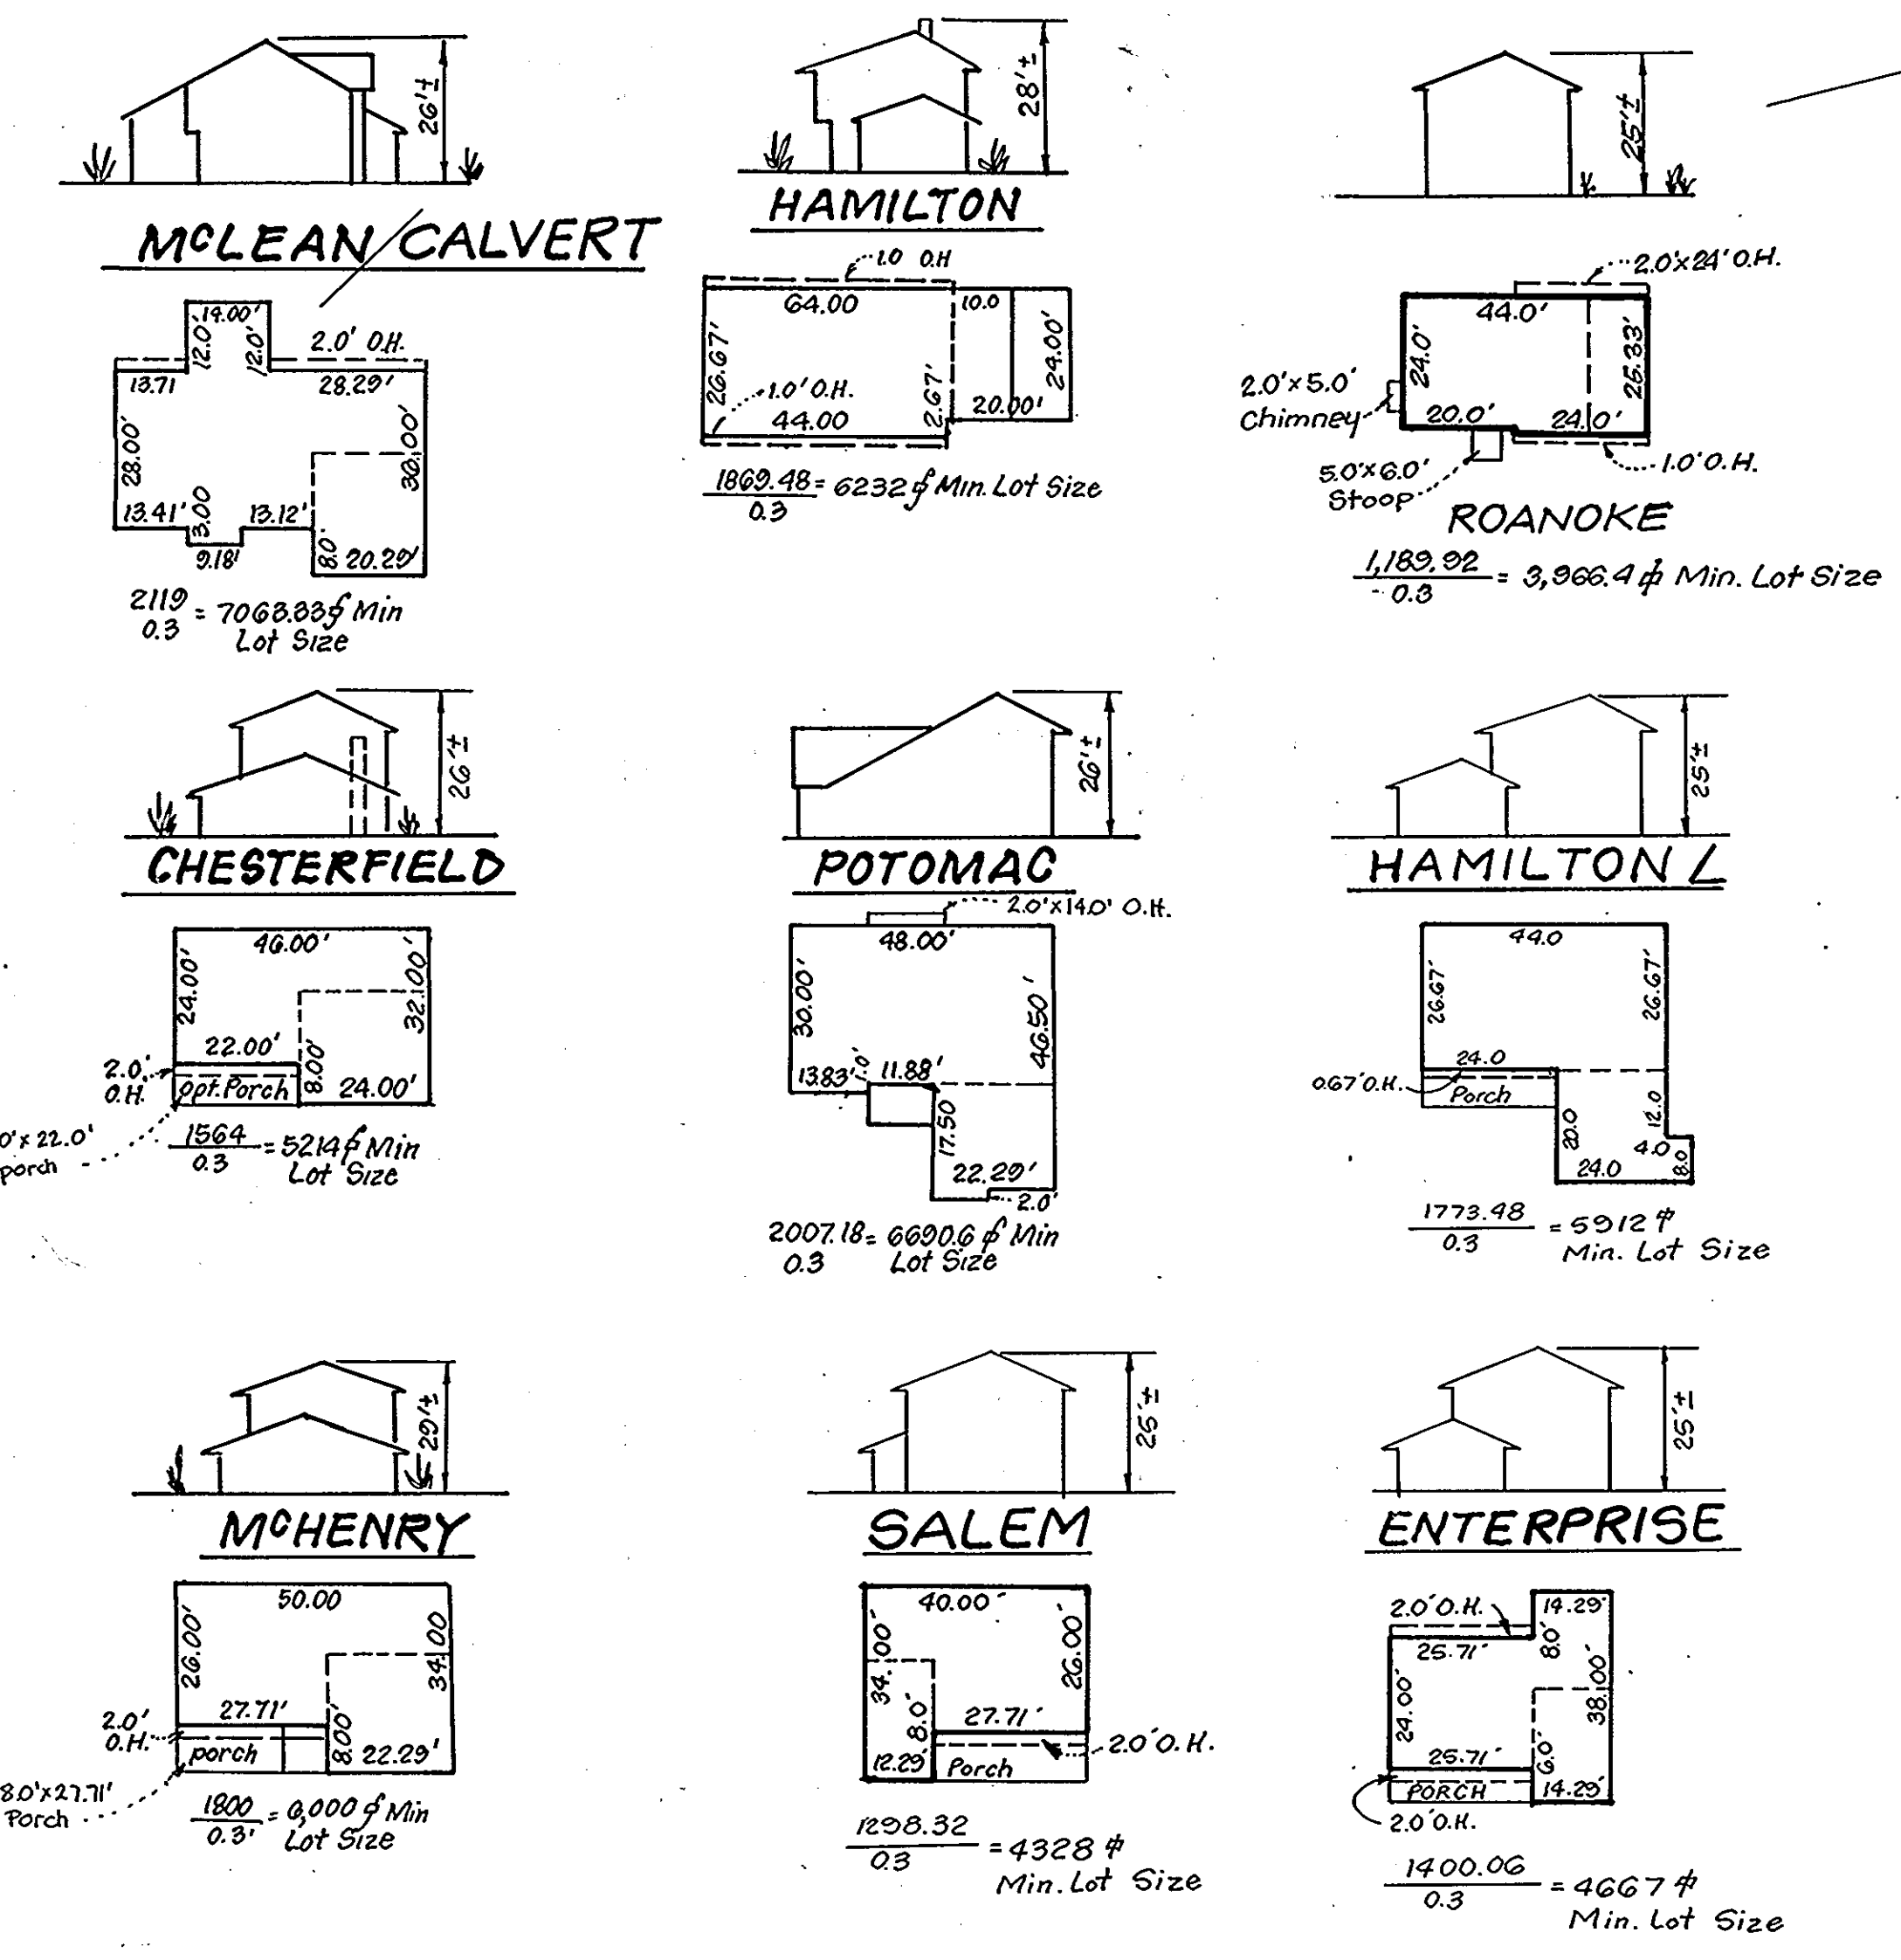 26'±
McLEAN/CALVERT
14.00'
12.0'
12.0'
2.0' O.H.
13.71
28.29'
28.00'
30.00'
13.41'
3.00
13.12'
9.18'
8.0'
20.29'
2119
0.3
= 7063.33 ⌿ Min
Lot Size
28'±
HAMILTON
1.0 O.H
64.00
10.0
26.67'
24.00'
1.0' O.H.
2.67'
44.00
20.00'
1869.48 = 6232 ⌿ Min. Lot Size
0.3
25'±
2.0'x24' O.H.
44.0'
24.0'
25.33'
2.0'x5.0'
Chimney
20.0'
24.0'
5.0'x6.0'
Stoop
1.0' O.H.
ROANOKE
1,189.92
0.3
= 3,966.4 ⌿ Min. Lot Size
26'±
CHESTERFIELD
46.00'
24.00'
32.00'
22.00'
2.0'
O.H.
8.00'
opt. Porch
24.00'
0'x 22.0'
porch
1564
0.3
= 5214 ⌿ Min
Lot Size
26'±
POTOMAC
2.0'x14.0' O.H.
48.00'
30.00'
46.50'
13.83'
11.88'
17.50
22.29'
2.0'
2007.18 = 6690.6 ⌿ Min
0.3 Lot Size
25'±
HAMILTON L
44.0
26.67'
26.67'
24.0
0.67' O.H.
Porch
20.0
12.0
4.0
8.0
24.0
1773.48
0.3
= 5912 ⌿
Min. Lot Size
29'±
McHENRY
50.00
26.00'
34.00
27.71'
2.0'
O.H.
porch
8.00'
22.29'
8.0'x27.71'
Porch
1800
0.3'
= 6,000 ⌿ Min
Lot Size
25'±
SALEM
40.00'
34.00'
26.00'
8.0'
27.71'
2.0' O.H.
12.29'
Porch
1298.32
0.3
= 4328 ⌿
Min. Lot Size
25'±
ENTERPRISE
2.0' O.H.
14.29'
25.71'
8.0'
24.00'
38.00'
25.71'
6.0'
PORCH
14.29'
2.0' O.H.
1400.06
0.3
= 4667 ⌿
Min. Lot Size